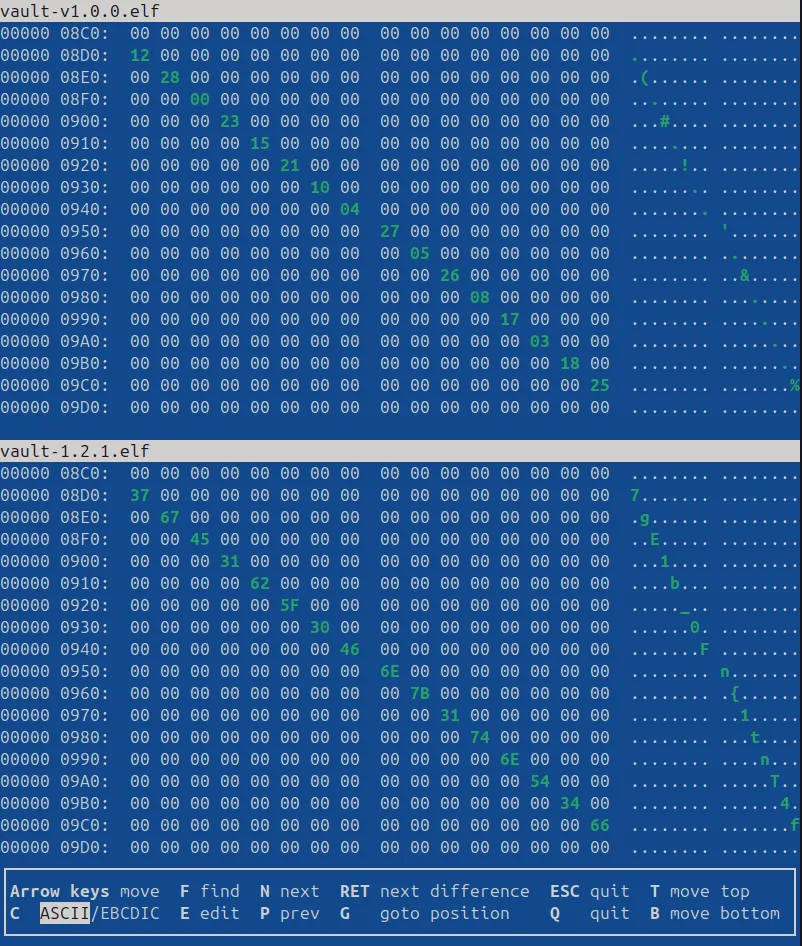 vault-v1.0.0.elf
00000 08C0: 00 00 00 00 00 00 00 00 00 00 00 00 00 00 00 00 ........ ........
00000 08D0: 12 00 00 00 00 00 00 00 00 00 00 00 00 00 00 00 ........ ........
00000 08E0: 00 28 00 00 00 00 00 00 00 00 00 00 00 00 00 00 .(...... ........
00000 08F0: 00 00 00 00 00 00 00 00 00 00 00 00 00 00 00 00 ........ ........
00000 0900: 00 00 00 23 00 00 00 00 00 00 00 00 00 00 00 00 ...#.... ........
00000 0910: 00 00 00 00 15 00 00 00 00 00 00 00 00 00 00 00 ........ ........
00000 0920: 00 00 00 00 00 21 00 00 00 00 00 00 00 00 00 00 .....!.. ........
00000 0930: 00 00 00 00 00 00 10 00 00 00 00 00 00 00 00 00 ........ ........
00000 0940: 00 00 00 00 00 00 00 04 00 00 00 00 00 00 00 00 ........ ........
00000 0950: 00 00 00 00 00 00 00 00 27 00 00 00 00 00 00 00 ........ '.......
00000 0960: 00 00 00 00 00 00 00 00 00 05 00 00 00 00 00 00 ........ ........
00000 0970: 00 00 00 00 00 00 00 00 00 00 26 00 00 00 00 00 ........ ..&.....
00000 0980: 00 00 00 00 00 00 00 00 00 00 00 08 00 00 00 00 ........ ........
00000 0990: 00 00 00 00 00 00 00 00 00 00 00 00 17 00 00 00 ........ ........
00000 09A0: 00 00 00 00 00 00 00 00 00 00 00 00 00 03 00 00 ........ ........
00000 09B0: 00 00 00 00 00 00 00 00 00 00 00 00 00 00 18 00 ........ ........
00000 09C0: 00 00 00 00 00 00 00 00 00 00 00 00 00 00 00 25 ........ .......%
00000 09D0: 00 00 00 00 00 00 00 00 00 00 00 00 00 00 00 00 ........ ........
vault-1.2.1.elf
00000 08C0: 00 00 00 00 00 00 00 00 00 00 00 00 00 00 00 00 ........ ........
00000 08D0: 37 00 00 00 00 00 00 00 00 00 00 00 00 00 00 00 7....... ........
00000 08E0: 00 67 00 00 00 00 00 00 00 00 00 00 00 00 00 00 .g...... ........
00000 08F0: 00 00 45 00 00 00 00 00 00 00 00 00 00 00 00 00 ..E..... ........
00000 0900: 00 00 00 31 00 00 00 00 00 00 00 00 00 00 00 00 ...1.... ........
00000 0910: 00 00 00 00 62 00 00 00 00 00 00 00 00 00 00 00 ....b... ........
00000 0920: 00 00 00 00 00 5F 00 00 00 00 00 00 00 00 00 00 ....._.. ........
00000 0930: 00 00 00 00 00 00 30 00 00 00 00 00 00 00 00 00 ......0. ........
00000 0940: 00 00 00 00 00 00 00 46 00 00 00 00 00 00 00 00 .......F ........
00000 0950: 00 00 00 00 00 00 00 00 6E 00 00 00 00 00 00 00 ........ n.......
00000 0960: 00 00 00 00 00 00 00 00 00 7B 00 00 00 00 00 00 ........ .{......
00000 0970: 00 00 00 00 00 00 00 00 00 00 31 00 00 00 00 00 ........ ..1.....
00000 0980: 00 00 00 00 00 00 00 00 00 00 00 74 00 00 00 00 ........ ...t....
00000 0990: 00 00 00 00 00 00 00 00 00 00 00 00 6E 00 00 00 ........ ....n...
00000 09A0: 00 00 00 00 00 00 00 00 00 00 00 00 00 54 00 00 ........ .....T..
00000 09B0: 00 00 00 00 00 00 00 00 00 00 00 00 00 00 34 00 ........ ......4.
00000 09C0: 00 00 00 00 00 00 00 00 00 00 00 00 00 00 00 66 ........ .......f
00000 09D0: 00 00 00 00 00 00 00 00 00 00 00 00 00 00 00 00 ........ ........
Arrow keys move F find N next RET next difference ESC quit T move top
C ASCII/EBCDIC E edit P prev G goto position Q quit B move bottom